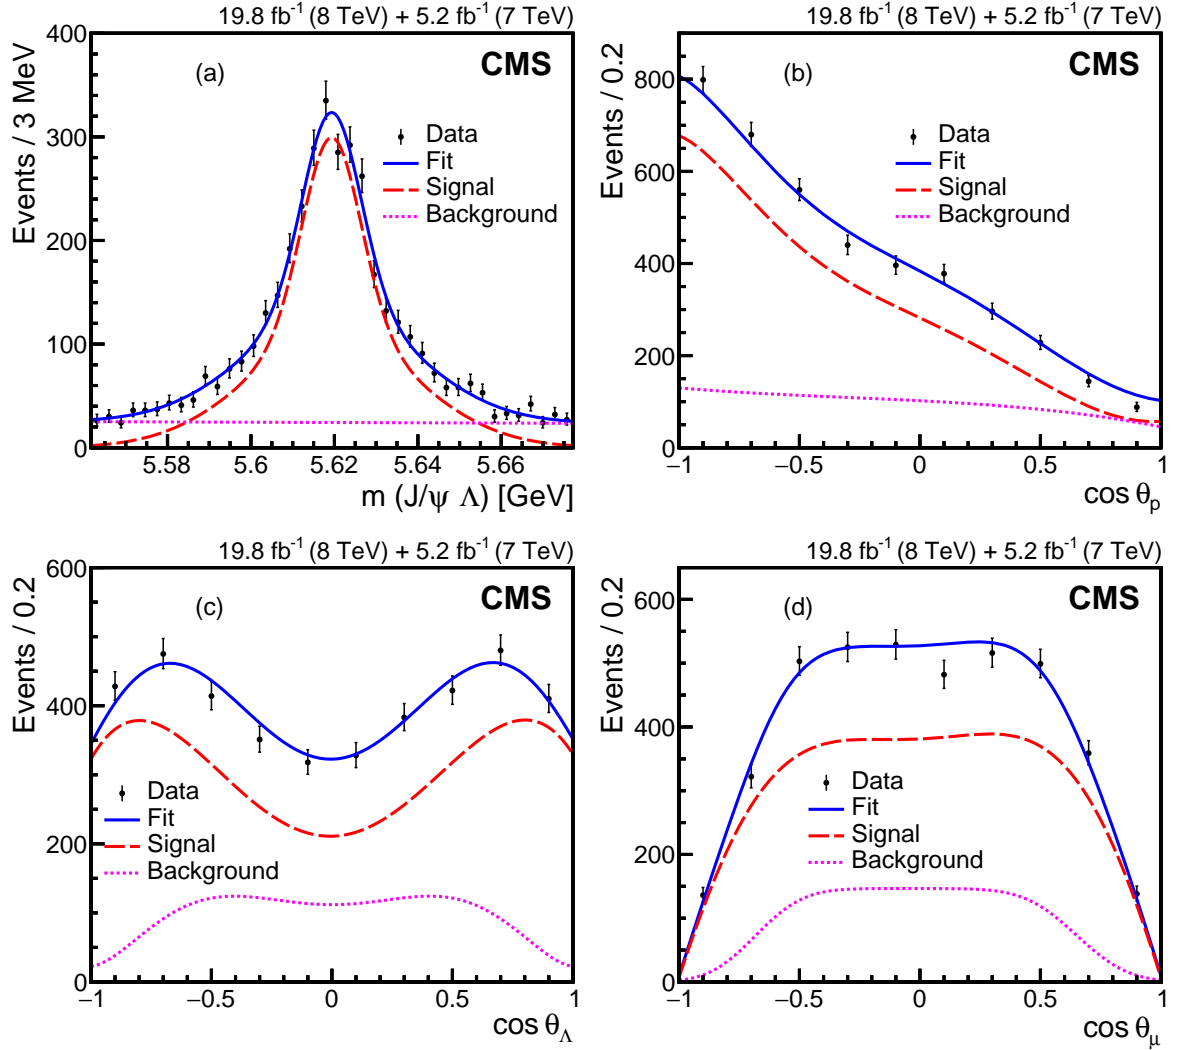 19.8 fb⁻¹ (8 TeV) + 5.2 fb⁻¹ (7 TeV)
Events / 3 MeV
400
300
200
100
0
(a)
CMS
Data
Fit
Signal
Background
5.58 5.6 5.62 5.64 5.66
m (J/ψ Λ) [GeV]
19.8 fb⁻¹ (8 TeV) + 5.2 fb⁻¹ (7 TeV)
Events / 0.2
800
600
400
200
0
(b)
CMS
Data
Fit
Signal
Background
−1 −0.5 0 0.5 1
cos θp
19.8 fb⁻¹ (8 TeV) + 5.2 fb⁻¹ (7 TeV)
Events / 0.2
600
400
200
0
(c)
CMS
Data
Fit
Signal
Background
−1 −0.5 0 0.5 1
cos θΛ
19.8 fb⁻¹ (8 TeV) + 5.2 fb⁻¹ (7 TeV)
Events / 0.2
600
400
200
0
(d)
CMS
Data
Fit
Signal
Background
−1 −0.5 0 0.5 1
cos θμ